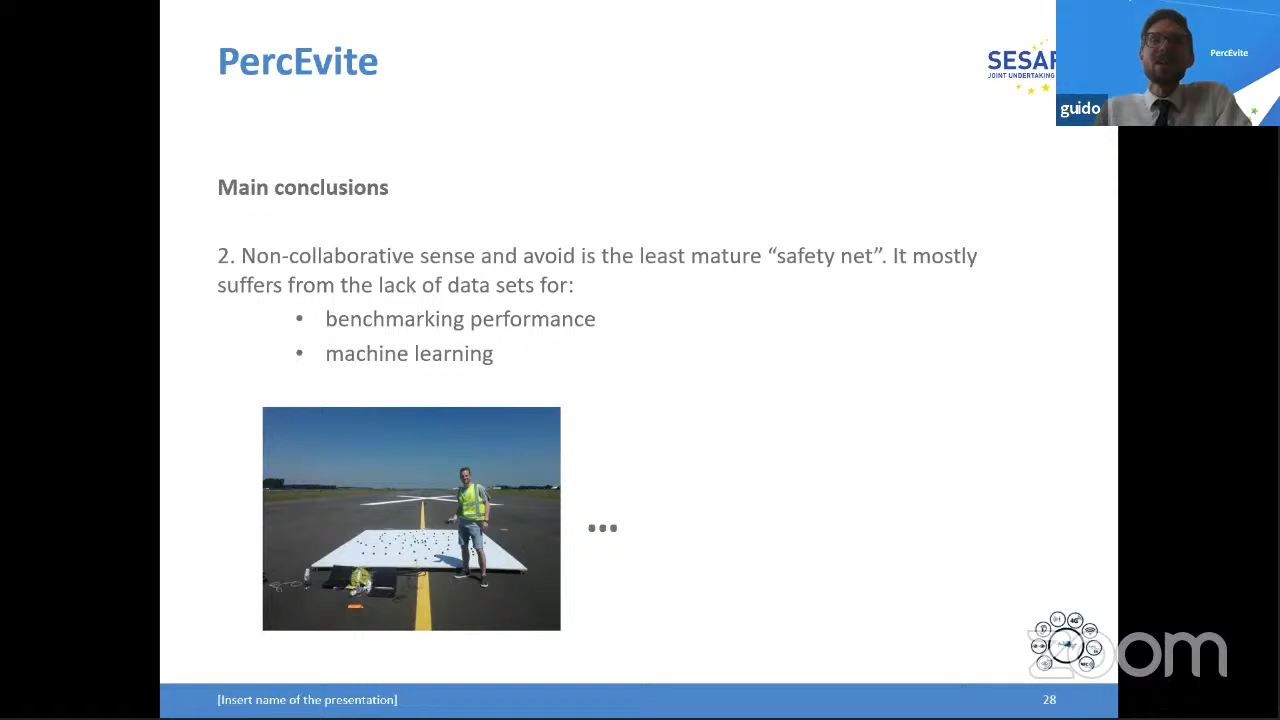 PercEvite
SESAR
JOINT UNDERTAKING
PercEvite
guido
Main conclusions
2. Non-collaborative sense and avoid is the least mature “safety net”. It mostly
suffers from the lack of data sets for:
• benchmarking performance
• machine learning
...
4G
zoom
[Insert name of the presentation]
28